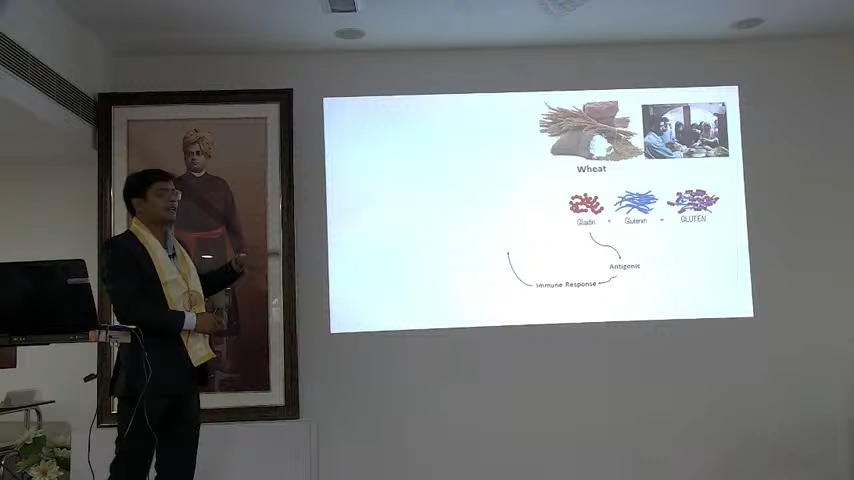 Wheat
Gliadin + Glutenin = GLUTEN
Antigenic
Immune Response